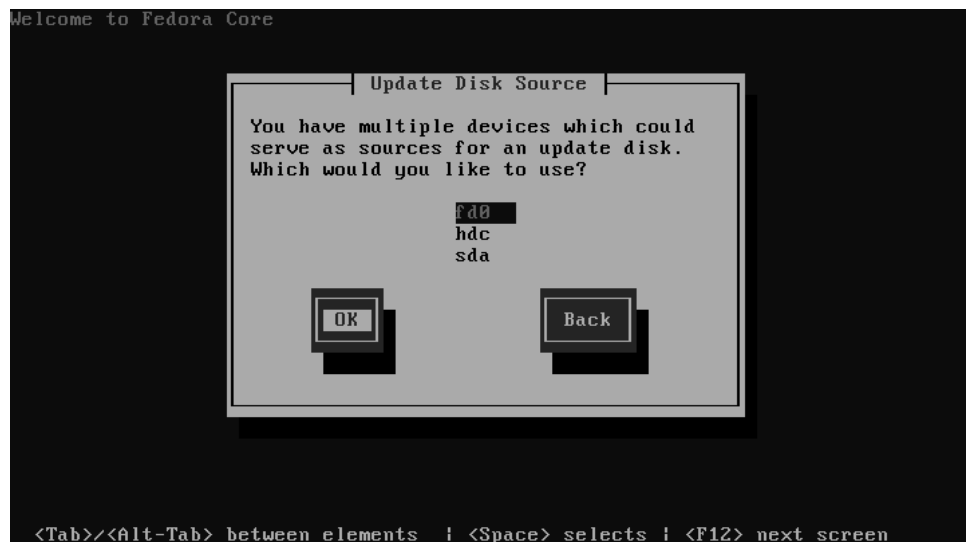 Welcome to Fedora Core
Update Disk Source
You have multiple devices which could
serve as sources for an update disk.
Which would you like to use?
fd0
hdc
sda
OK Back
<Tab>/<Alt-Tab> between elements | <Space> selects | <F12> next screen